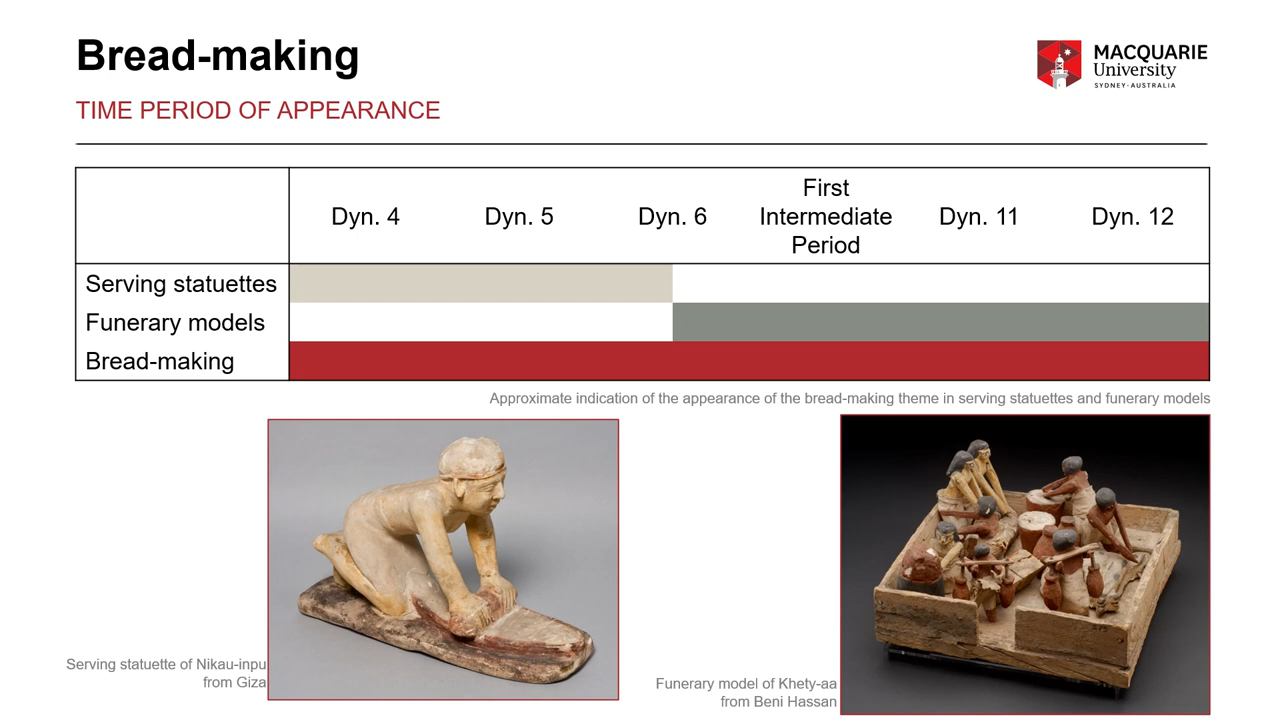 Bread-making
MACQUARIE
University
SYDNEY-AUSTRALIA
TIME PERIOD OF APPEARANCE
Dyn. 4
Dyn. 5
Dyn. 6
First
Intermediate
Period
Dyn. 11
Dyn. 12
Serving statuettes
Funerary models
Bread-making
Approximate indication of the appearance of the bread-making theme in serving statuettes and funerary models
Serving statuette of Nikau-inpu
from Giza
Funerary model of Khety-aa
from Beni Hassan